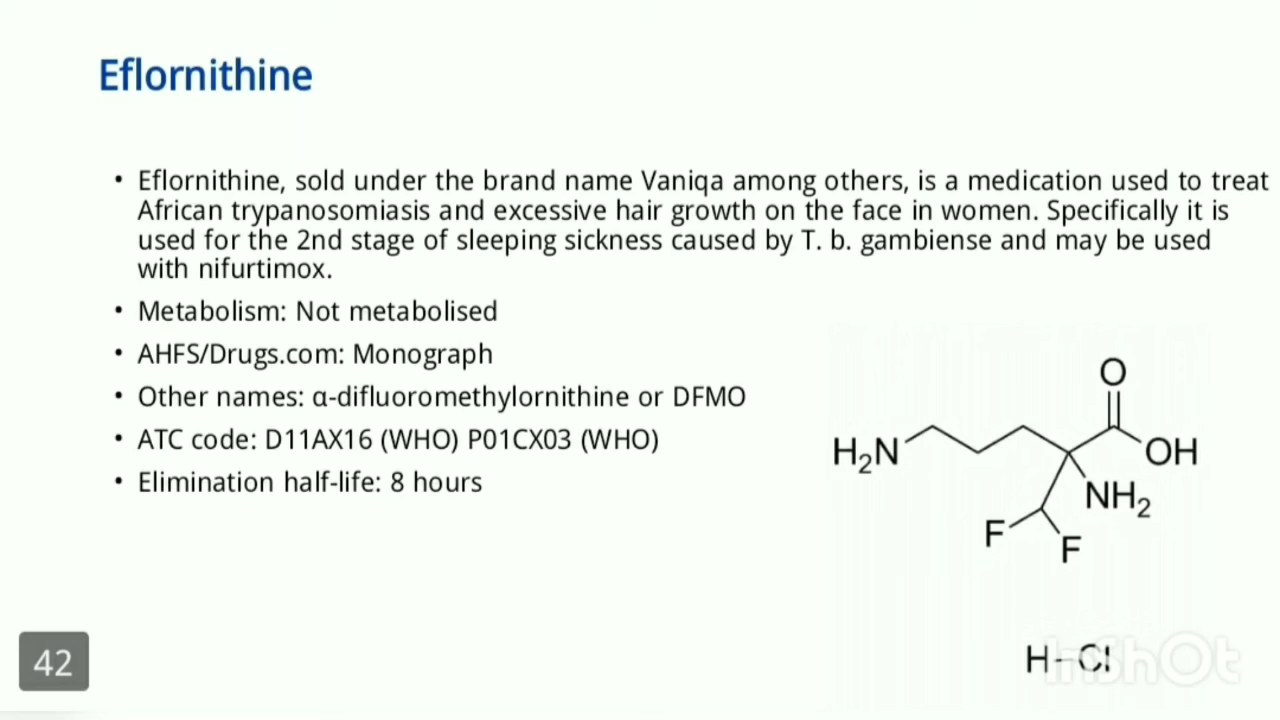 Eflornithine
• Eflornithine, sold under the brand name Vaniqa among others, is a medication used to treat
African trypanosomiasis and excessive hair growth on the face in women. Specifically it is
used for the 2nd stage of sleeping sickness caused by T. b. gambiense and may be used
with nifurtimox.
• Metabolism: Not metabolised
• AHFS/Drugs.com: Monograph
• Other names: α-difluoromethylornithine or DFMO
• ATC code: D11AX16 (WHO) P01CX03 (WHO)
• Elimination half-life: 8 hours
O
H₂N
OH
NH₂
F
F
H-Cl
InShOt
42